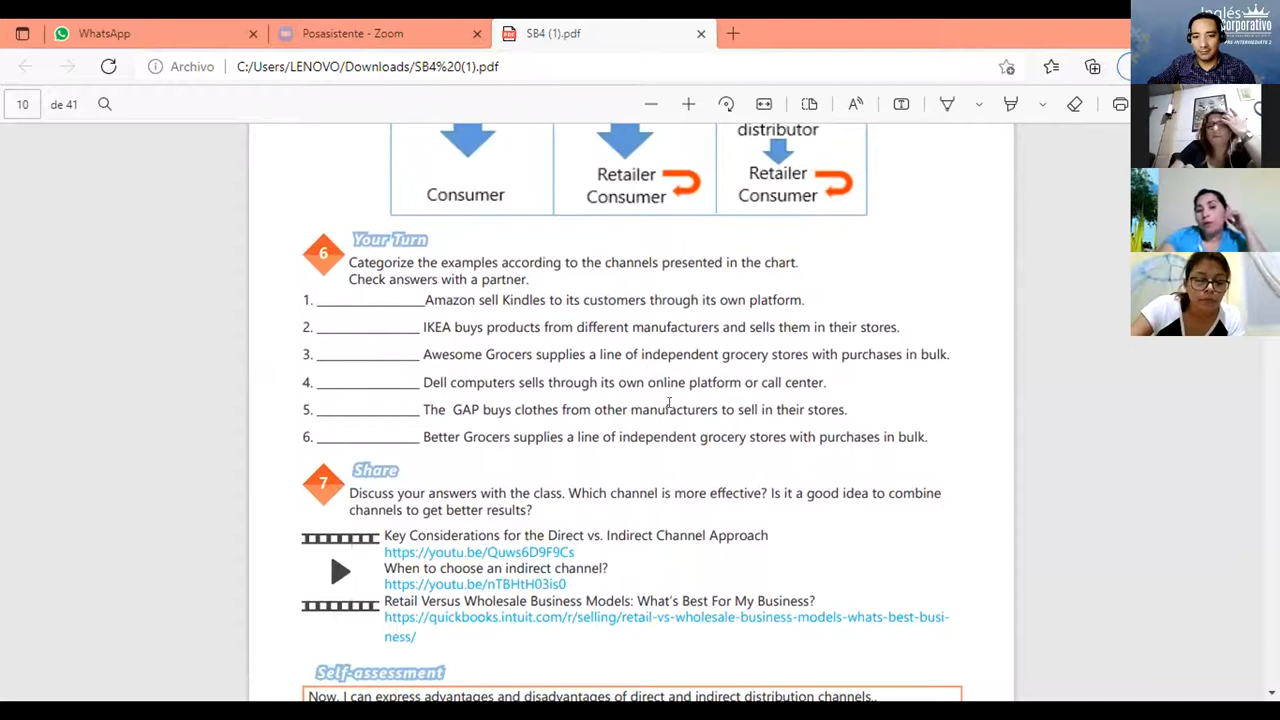 WhatsApp
Posasistente - Zoom
SB4 (1).pdf
Archivo
C:/Users/LENOVO/Downloads/SB4%20(1).pdf
10
de 41
Inglés
Corporativo
PRE-INTERMEDIATE 2
distributor
Consumer
Retailer
Consumer
Retailer
Consumer
6
Your Turn
Categorize the examples according to the channels presented in the chart.
Check answers with a partner.
1. ________________Amazon sell Kindles to its customers through its own platform.
2. _______________ IKEA buys products from different manufacturers and sells them in their stores.
3. _______________ Awesome Grocers supplies a line of independent grocery stores with purchases in bulk.
4. _______________ Dell computers sells through its own online platform or call center.
5. _______________ The GAP buys clothes from other manufacturers to sell in their stores.
6. _______________ Better Grocers supplies a line of independent grocery stores with purchases in bulk.
7
Share
Discuss your answers with the class. Which channel is more effective? Is it a good idea to combine
channels to get better results?
Key Considerations for the Direct vs. Indirect Channel Approach
https://youtu.be/Quws6D9F9Cs
When to choose an indirect channel?
https://youtu.be/nTBHtH03is0
Retail Versus Wholesale Business Models: What's Best For My Business?
https://quickbooks.intuit.com/r/selling/retail-vs-wholesale-business-models-whats-best-busi-
ness/
Self-assessment
Now, I can express advantages and disadvantages of direct and indirect distribution channels..